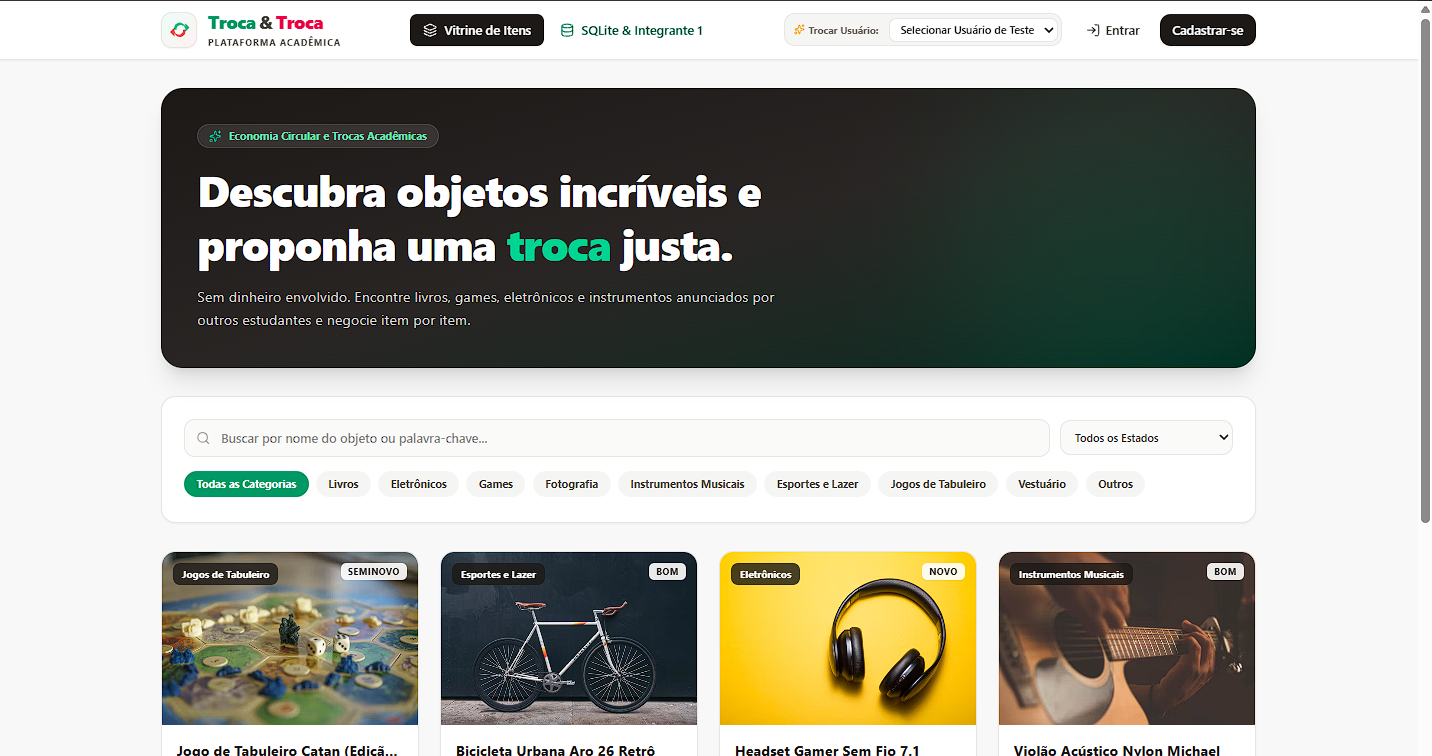 Troca & Troca
PLATAFORMA ACADÊMICA
Vitrine de Itens
SQLite & Integrante 1
Trocar Usuário:
Selecionar Usuário de Teste
Entrar
Cadastrar-se
Economia Circular e Trocas Acadêmicas
Descubra objetos incríveis e
proponha uma troca justa.
Sem dinheiro envolvido. Encontre livros, games, eletrônicos e instrumentos anunciados por
outros estudantes e negocie item por item.
Buscar por nome do objeto ou palavra-chave...
Todos os Estados
Todas as Categorias
Livros
Eletrônicos
Games
Fotografia
Instrumentos Musicais
Esportes e Lazer
Jogos de Tabuleiro
Vestuário
Outros
Jogos de Tabuleiro
SEMINOVO
Esportes e Lazer
BOM
Eletrônicos
NOVO
Instrumentos Musicais
BOM
Jogo de Tabuleiro Catan (Ediçã...
Bicicleta Urbana Aro 26 Retrô
Headset Gamer Sem Fio 7.1
Violão Acústico Nylon Michael